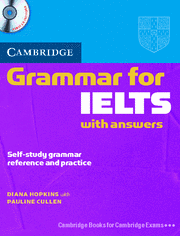 CAMBRIDGE
Grammar for
IELTS
with answers
Self-study grammar
reference and practice
DIANA HOPKINS with
PAULINE CULLEN
Cambridge Books for Cambridge Exams